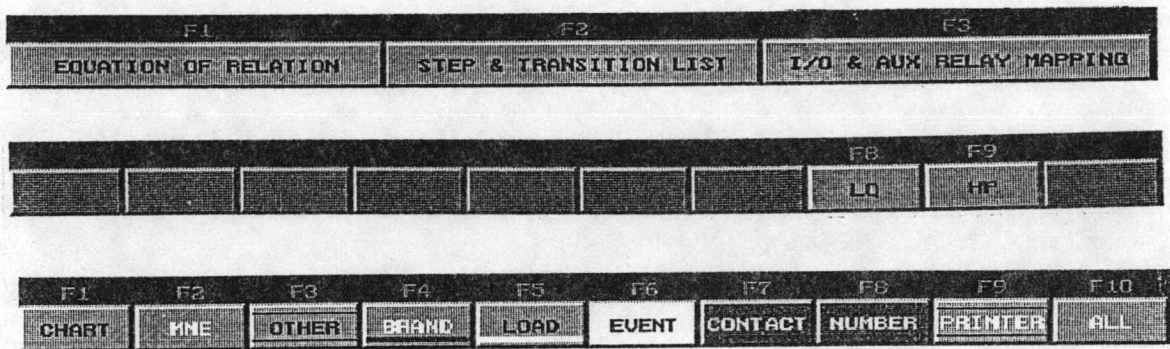 F1 F2 F3
EQUATION OF RELATION STEP & TRANSITION LIST I/O & AUX RELAY MAPPING
F8 F9
LQ HP
F1 F2 F3 F4 F5 F6 F7 F8 F9 F10
CHART MNE OTHER BRAND LOAD EVENT CONTACT NUMBER PRINTER ALL